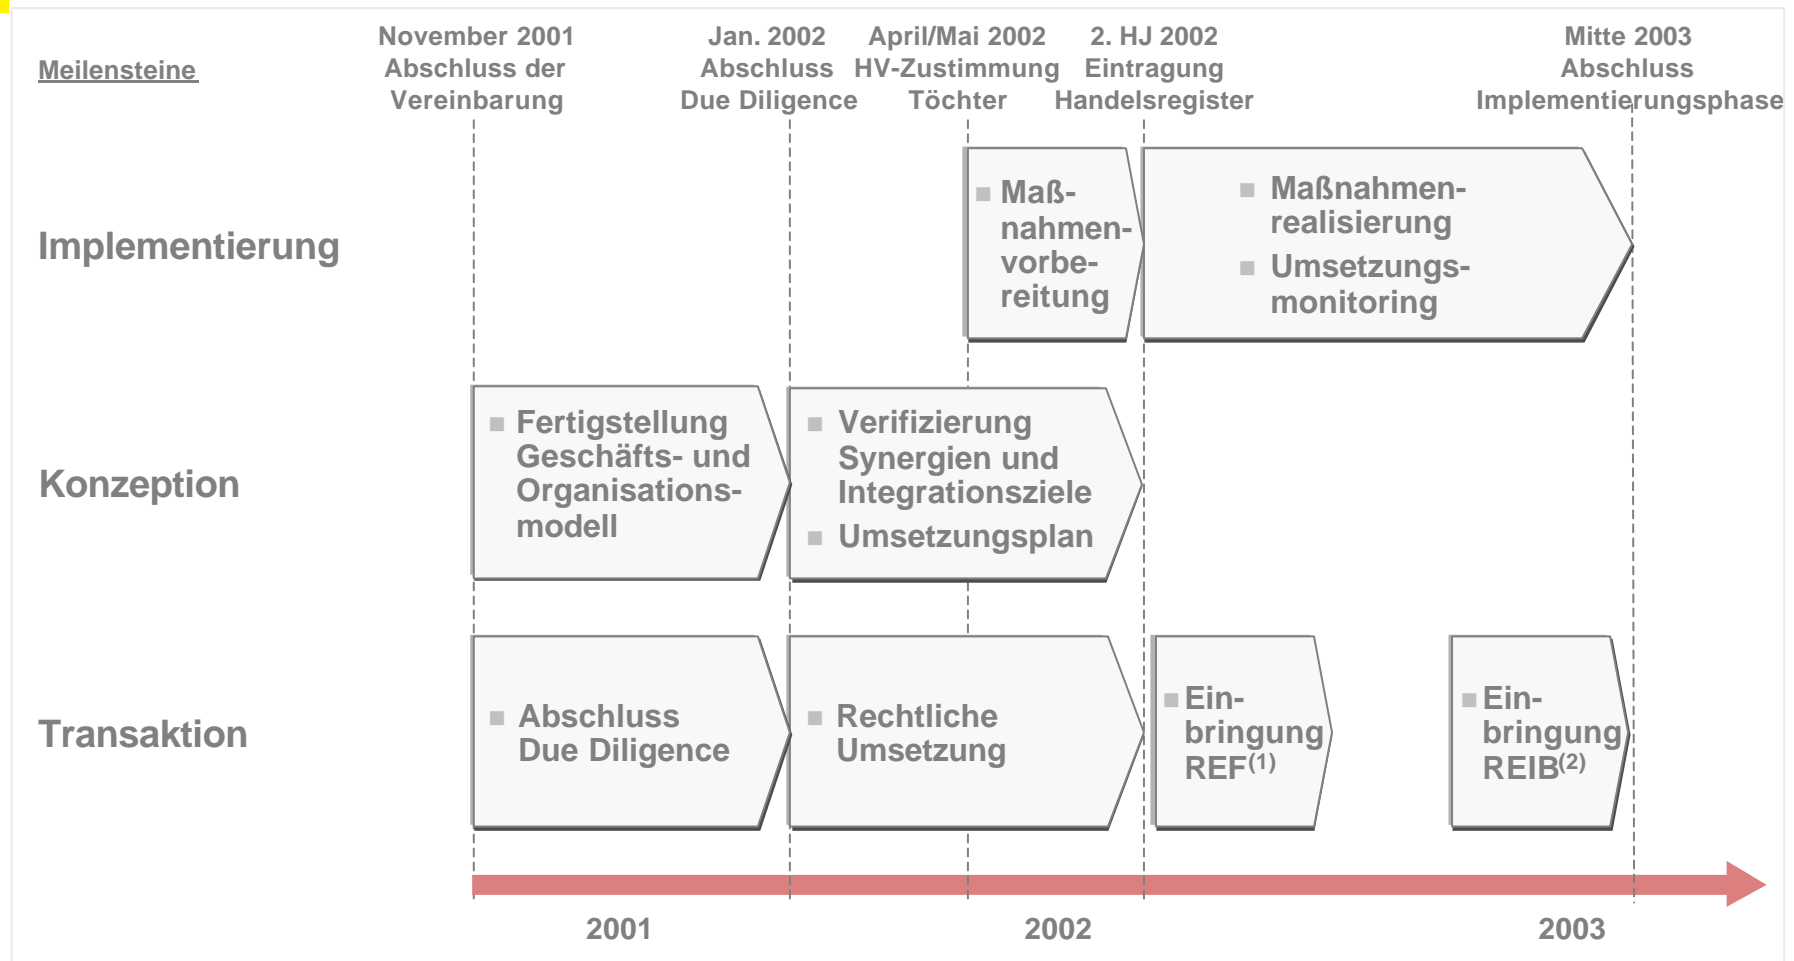 Meilensteine
November 2001
Abschluss der
Vereinbarung
Jan. 2002
Abschluss
Due Diligence
April/Mai 2002
HV-Zustimmung
Töchter
2. HJ 2002
Eintragung
Handelsregister
Mitte 2003
Abschluss
Implementierungsphase
Implementierung
Maß-
nahmen-
vorbe-
reitung
Maßnahmen-
realisierung
Umsetzungs-
monitoring
Konzeption
Fertigstellung
Geschäfts- und
Organisations-
modell
Verifizierung
Synergien und
Integrationsziele
Umsetzungsplan
Transaktion
Abschluss
Due Diligence
Rechtliche
Umsetzung
Ein-
bringung
REF(1)
Ein-
bringung
REIB(2)
2001
2002
2003